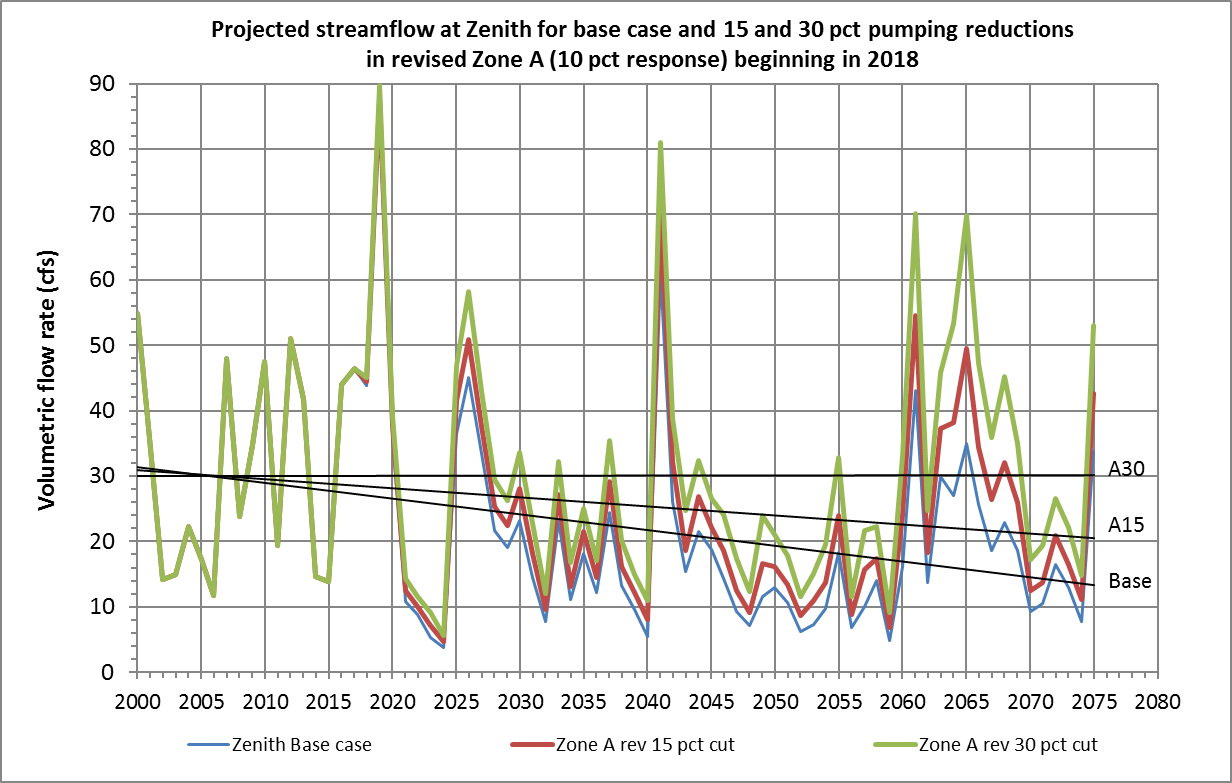 Projected streamflow at Zenith for base case and 15 and 30 pct pumping reductions
in revised Zone A (10 pct response) beginning in 2018
Volumetric flow rate (cfs)
90
80
70
60
50
40
30
20
10
0
A30
A15
Base
2000 2005 2010 2015 2020 2025 2030 2035 2040 2045 2050 2055 2060 2065 2070 2075 2080
Zenith Base case Zone A rev 15 pct cut Zone A rev 30 pct cut